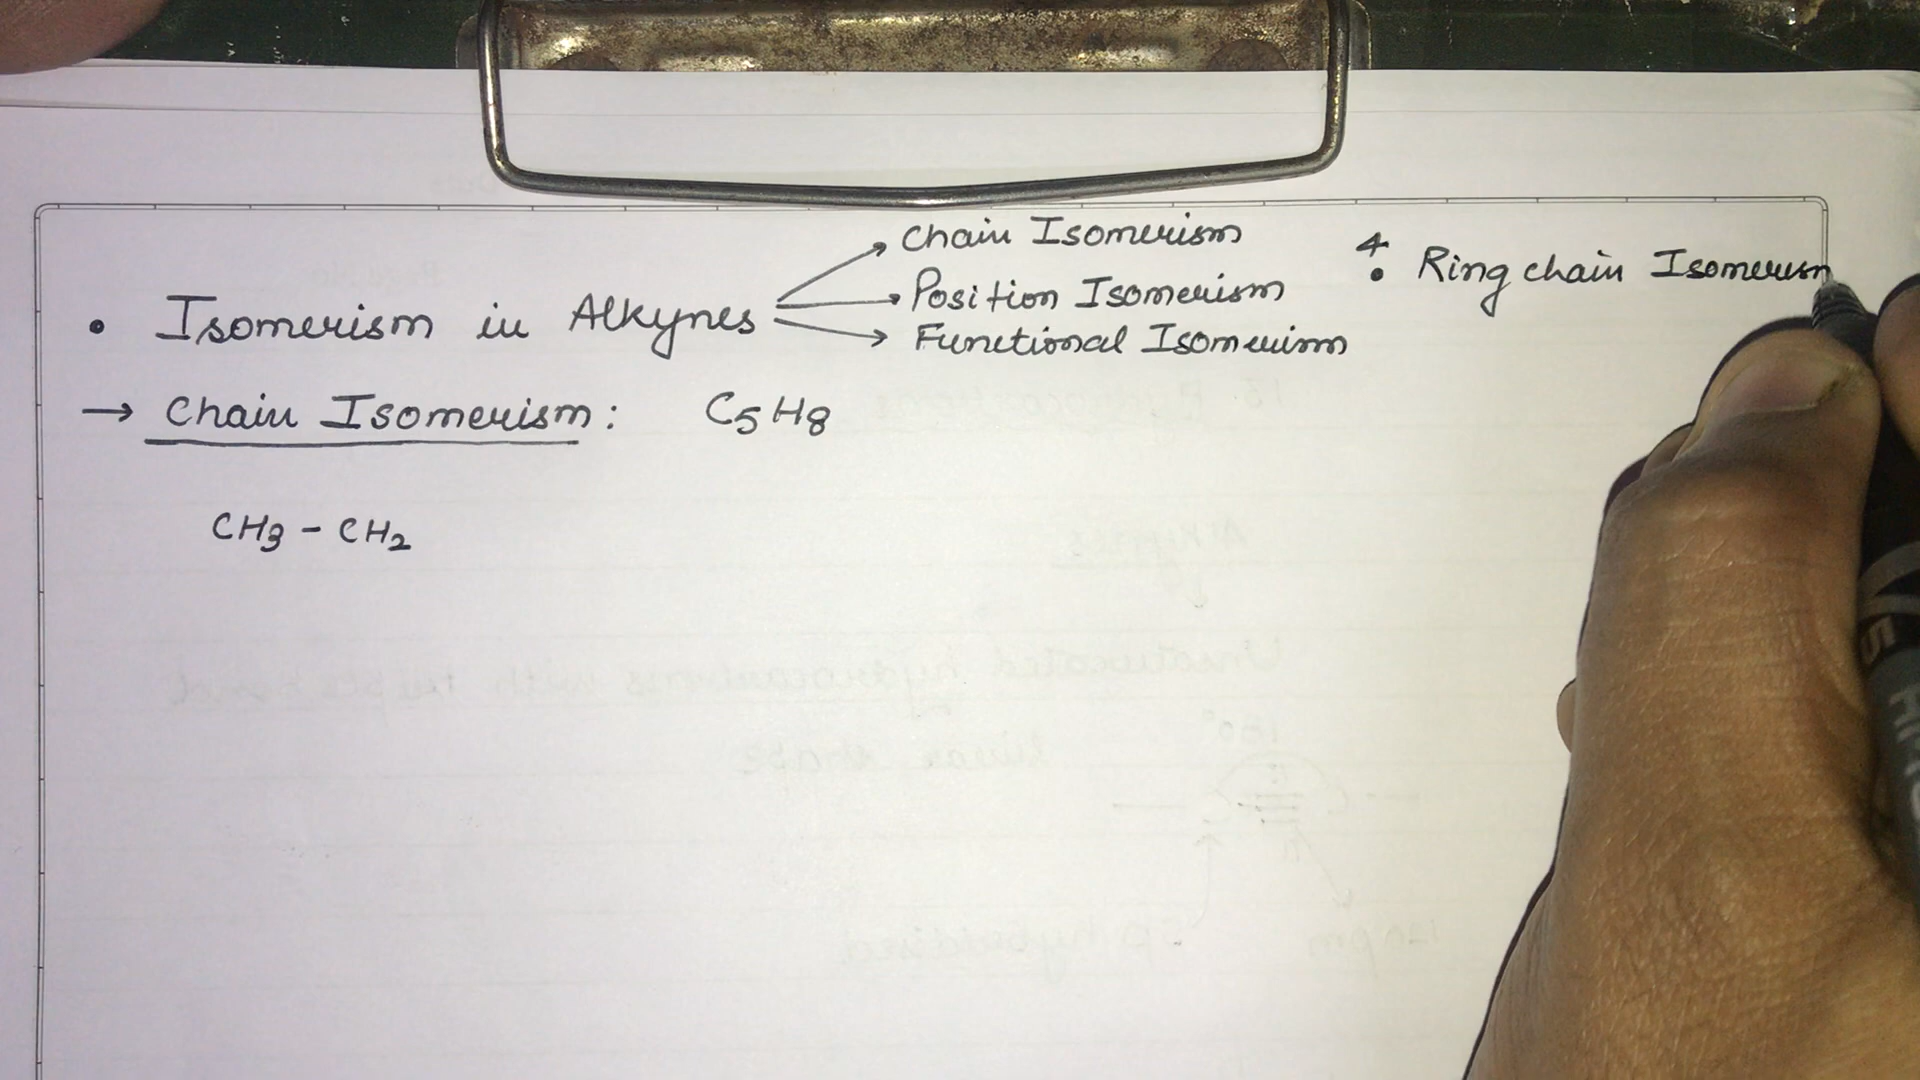 Chain Isomerism
4. Ring chain Isomerism
• Isomerism in Alkynes
Position Isomerism
Functional Isomerism
→ Chain Isomerism : C5H8
CH3 - CH2